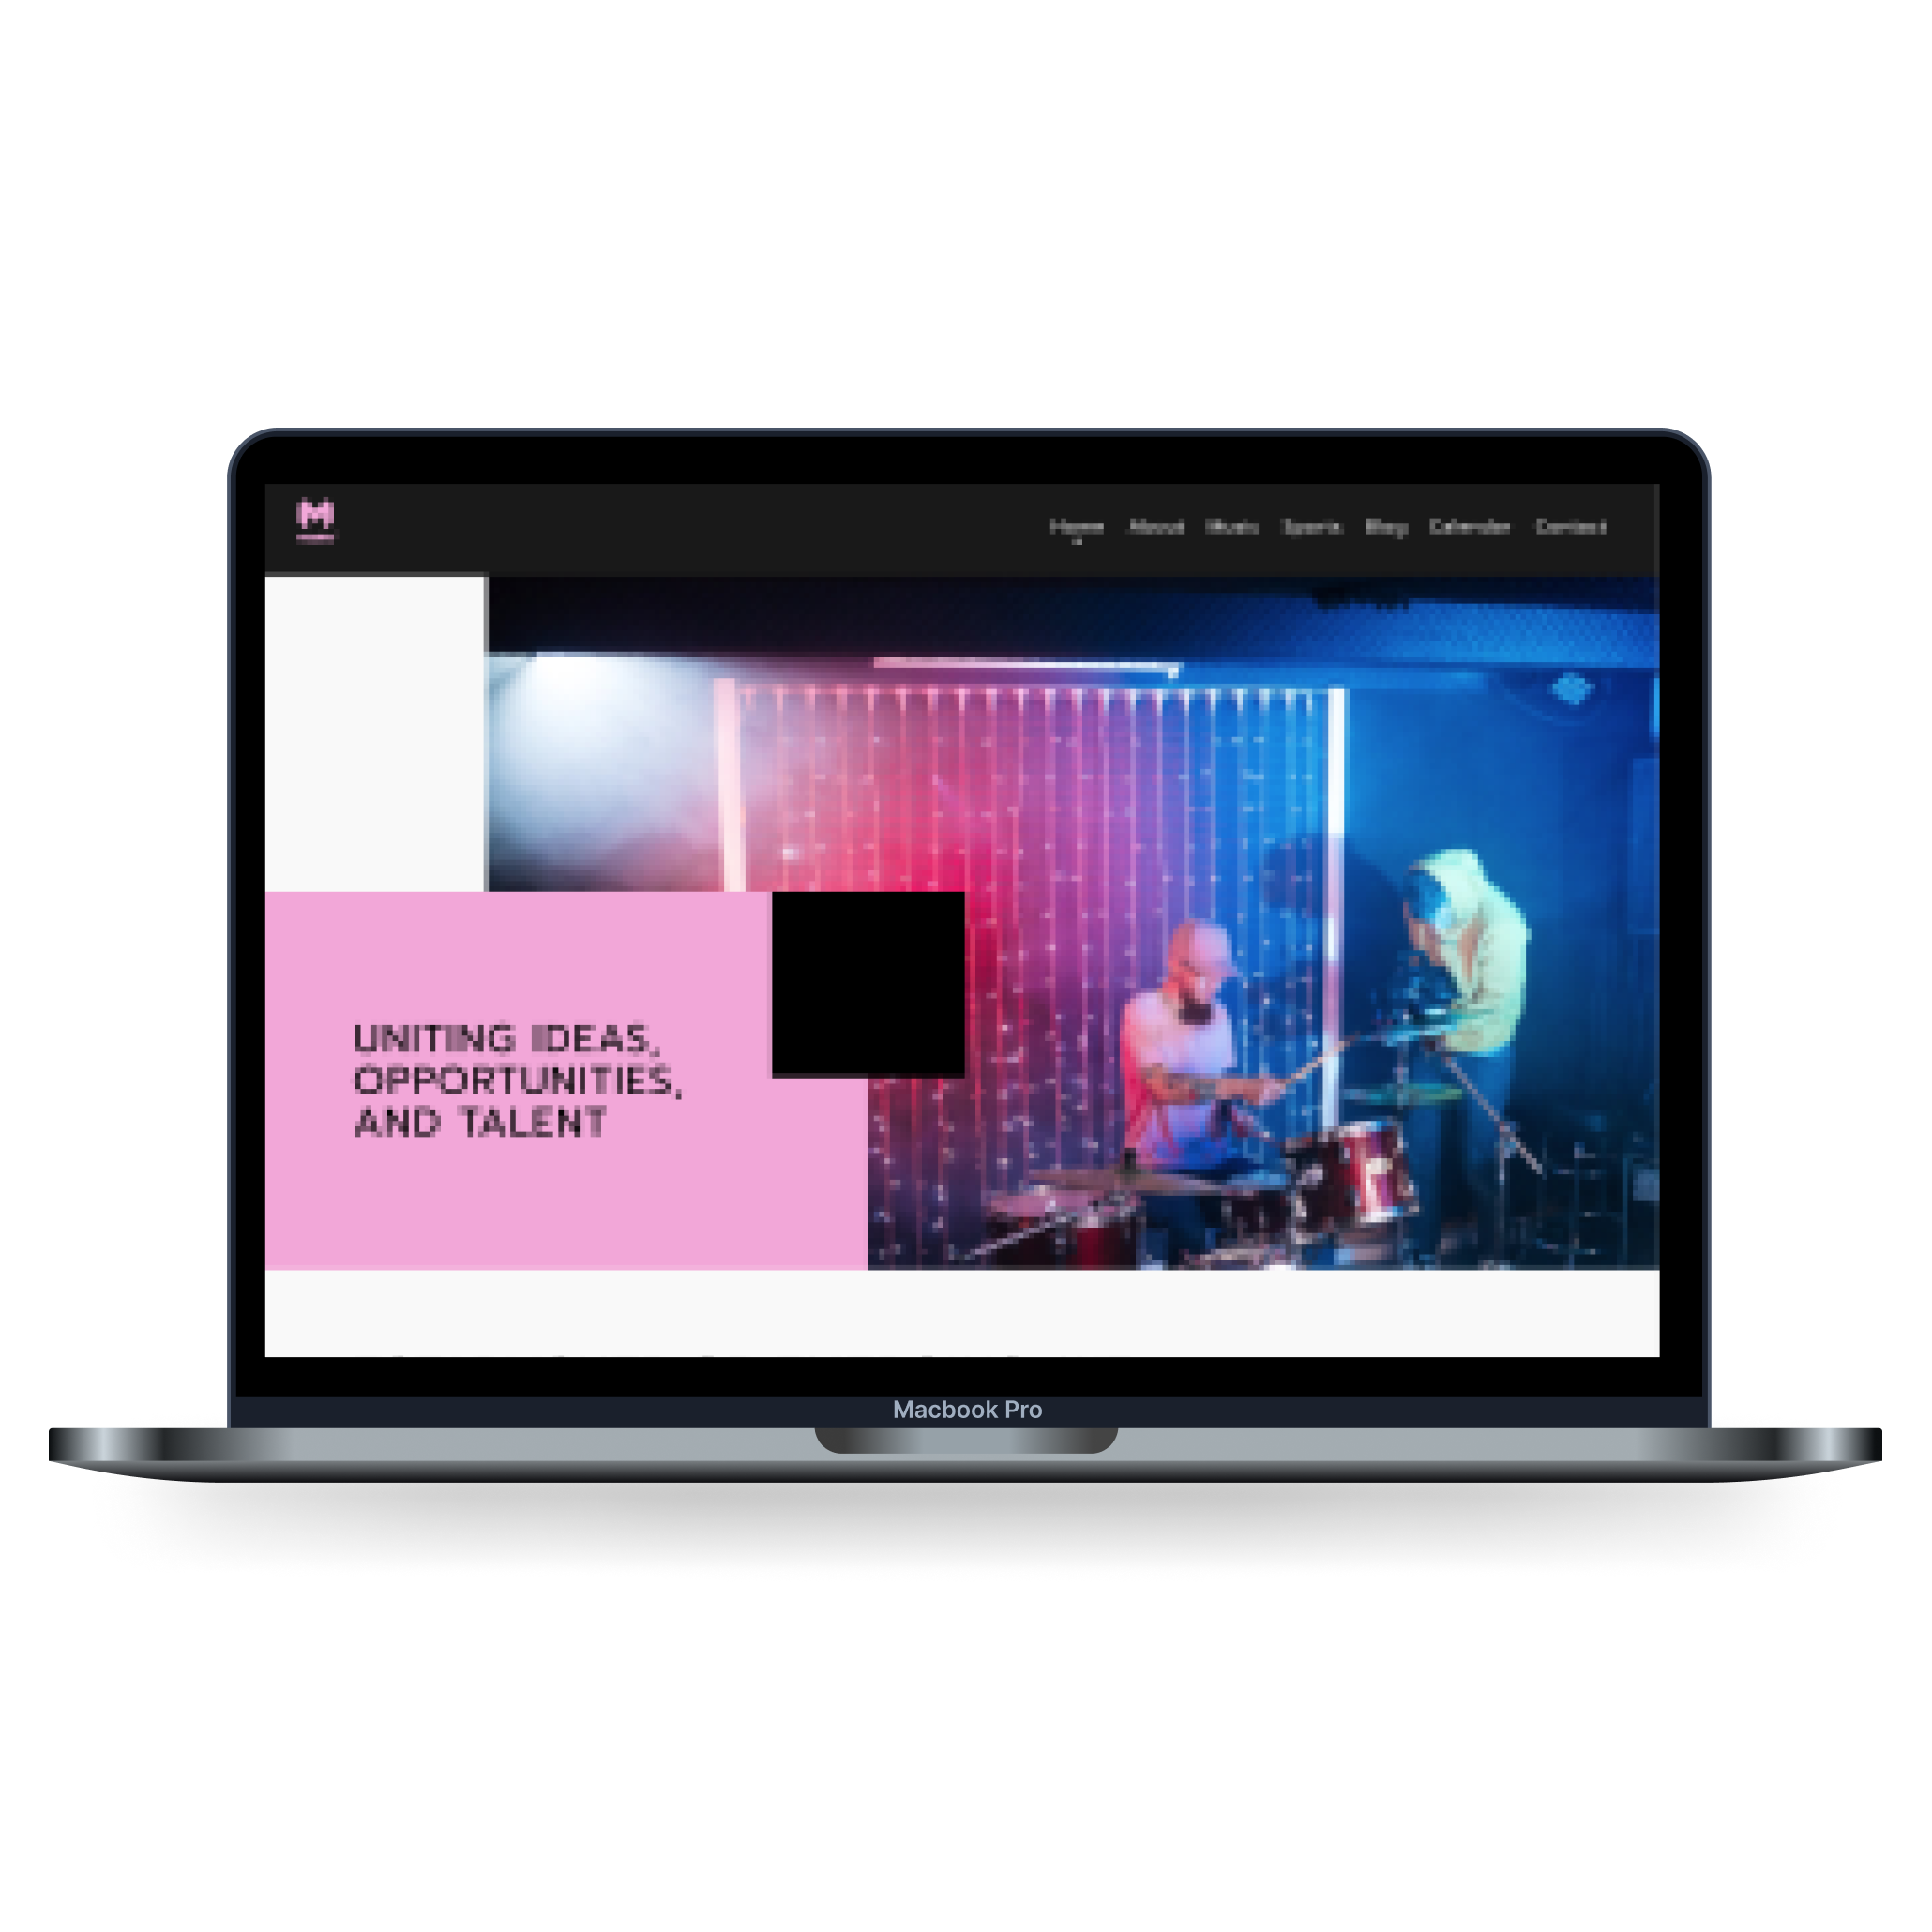 M
Home About Music Sports Blog Calendar Contact
UNITING IDEAS,
OPPORTUNITIES,
AND TALENT
Macbook Pro